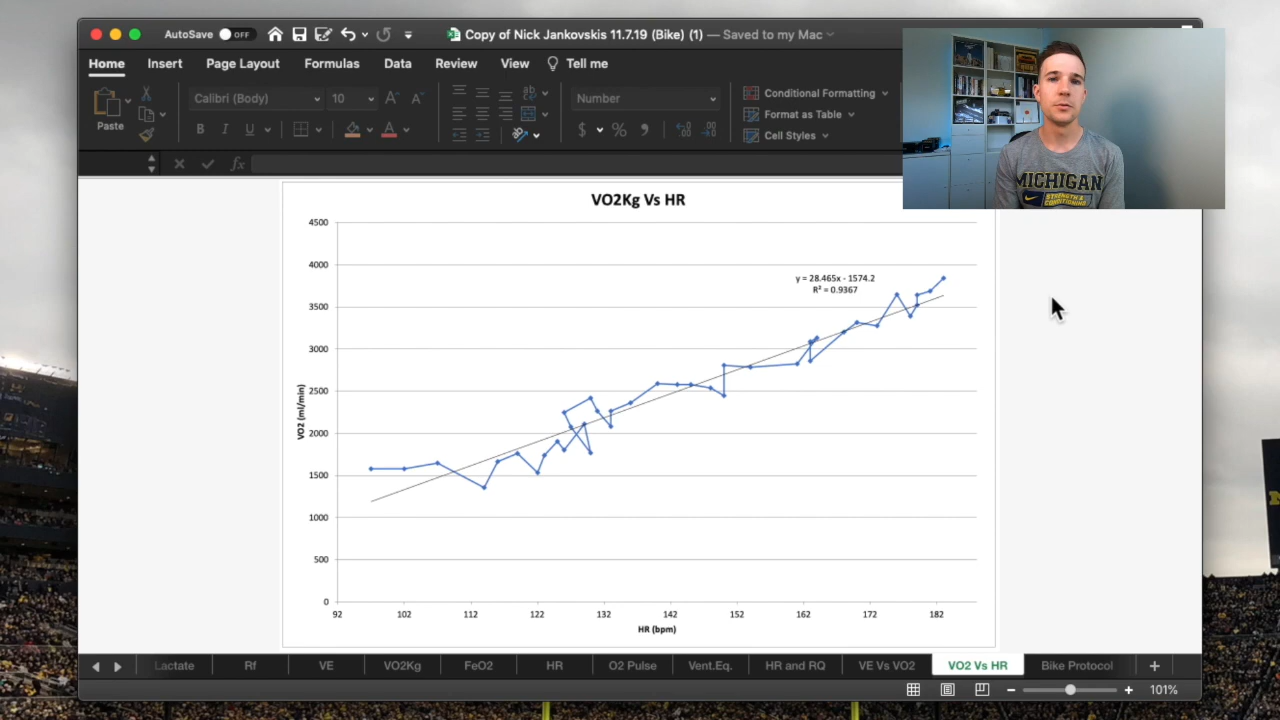 AutoSave OFF
Copy of Nick Jankovskis 11.7.19 (Bike) (1) — Saved to my Mac
Home Insert Page Layout Formulas Data Review View Tell me
Paste
Calibri (Body) 10 A A
ab
Number
Conditional Formatting
Format as Table
Cell Styles
B I U A
$ % 9
fx
MICHIGAN
STRENGTH &
CONDITIONING
VO2Kg Vs HR
4500
4000
3500
3000
2500
2000
1500
1000
500
0
VO2 (ml/min)
y = 28.465x - 1574.2
R² = 0.9367
92 102 112 122 132 142 152 162 172 182
HR (bpm)
Lactate Rf VE VO2Kg FeO2 HR O2 Pulse Vent.Eq. HR and RQ VE Vs VO2 VO2 Vs HR Bike Protocol +
101%